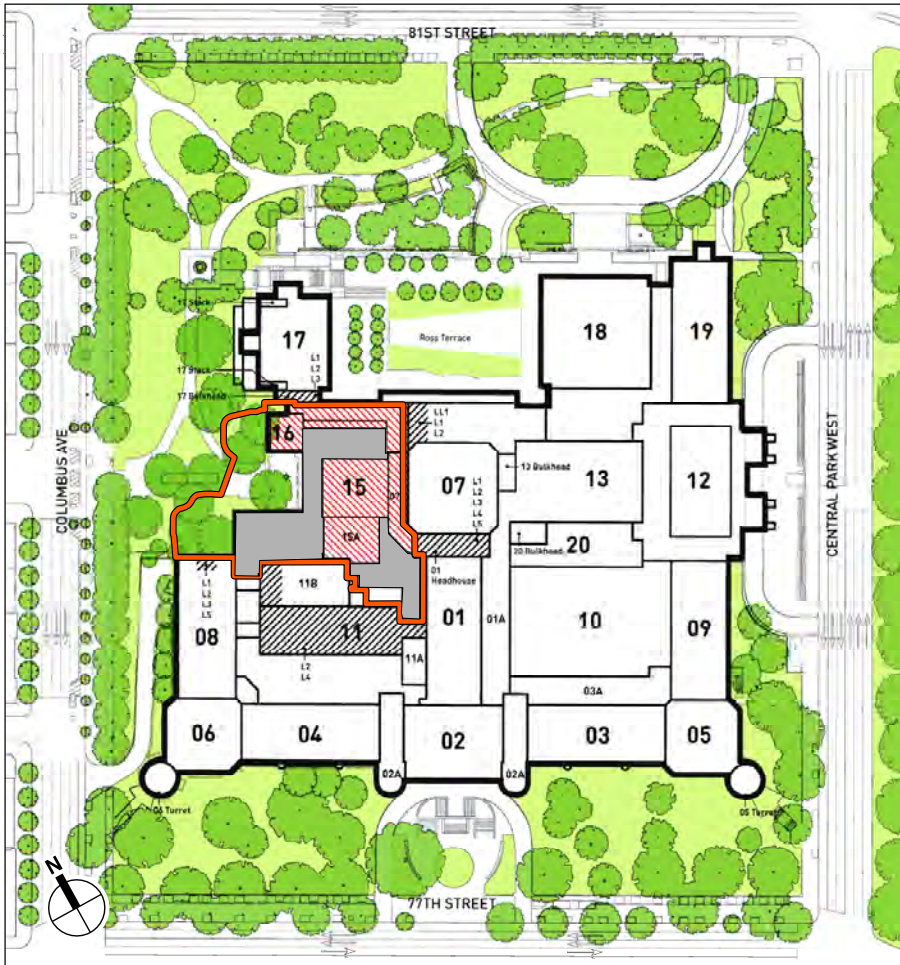 81ST STREET
17 Stack
17
18
19
L1
L2
L3
Ross Terrace
17 Stack
17 Bulkhead
COLUMBUS AVE
CENTRAL PARKWEST
16
LL1
L1
L2
15
07
13 Bulkhead
13
12
L1
L2
L3
L4
L5
15A
20 Bulkhead
20
01
Headhouse
L1
L2
L3
L5
11B
08
11
L2
L4
11A
01
01A
10
09
03A
06
04
02
03
05
02A
02A
06 Turret
05 Turret
N
77TH STREET